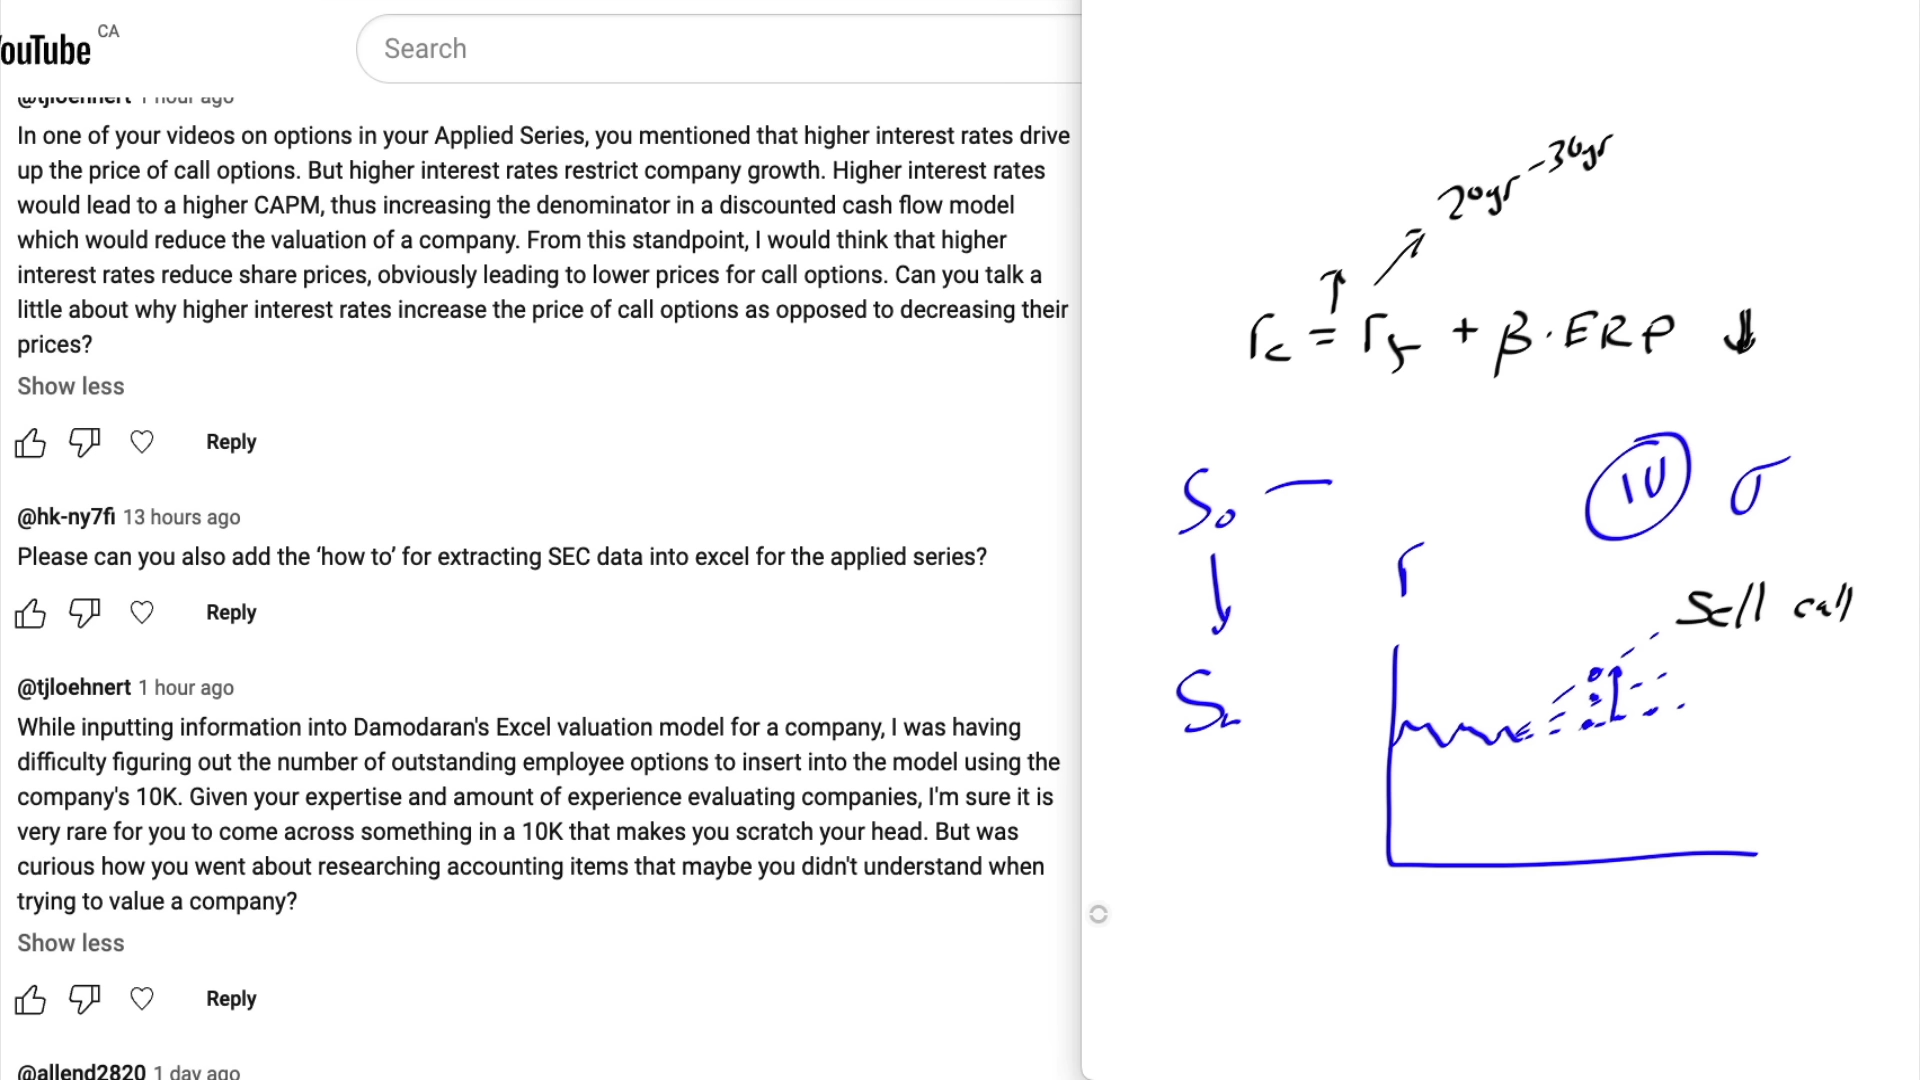 ouTube CA
Search
@tjloehnert 1 hour ago
In one of your videos on options in your Applied Series, you mentioned that higher interest rates drive
up the price of call options. But higher interest rates restrict company growth. Higher interest rates
would lead to a higher CAPM, thus increasing the denominator in a discounted cash flow model
which would reduce the valuation of a company. From this standpoint, I would think that higher
interest rates reduce share prices, obviously leading to lower prices for call options. Can you talk a
little about why higher interest rates increase the price of call options as opposed to decreasing their
prices?
Show less
Reply
@hk-ny7fi 13 hours ago
Please can you also add the ‘how to’ for extracting SEC data into excel for the applied series?
Reply
@tjloehnert 1 hour ago
While inputting information into Damodaran's Excel valuation model for a company, I was having
difficulty figuring out the number of outstanding employee options to insert into the model using the
company's 10K. Given your expertise and amount of experience evaluating companies, I'm sure it is
very rare for you to come across something in a 10K that makes you scratch your head. But was
curious how you went about researching accounting items that maybe you didn't understand when
trying to value a company?
Show less
Reply
@allend2820 1 day ago
20yr - 30yr
= r + β · ERP ↓
S₀ —
σ
r
Sell call